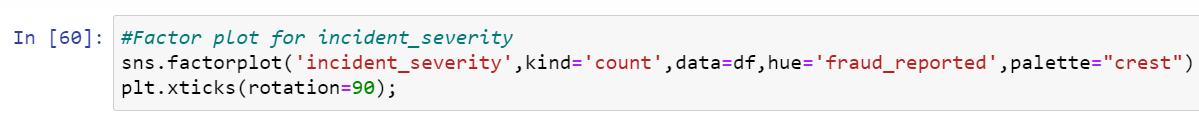 In [60]: #Factor plot for incident_severity
sns.factorplot('incident_severity',kind='count',data=df,hue='fraud_reported',palette="crest")
plt.xticks(rotation=90);